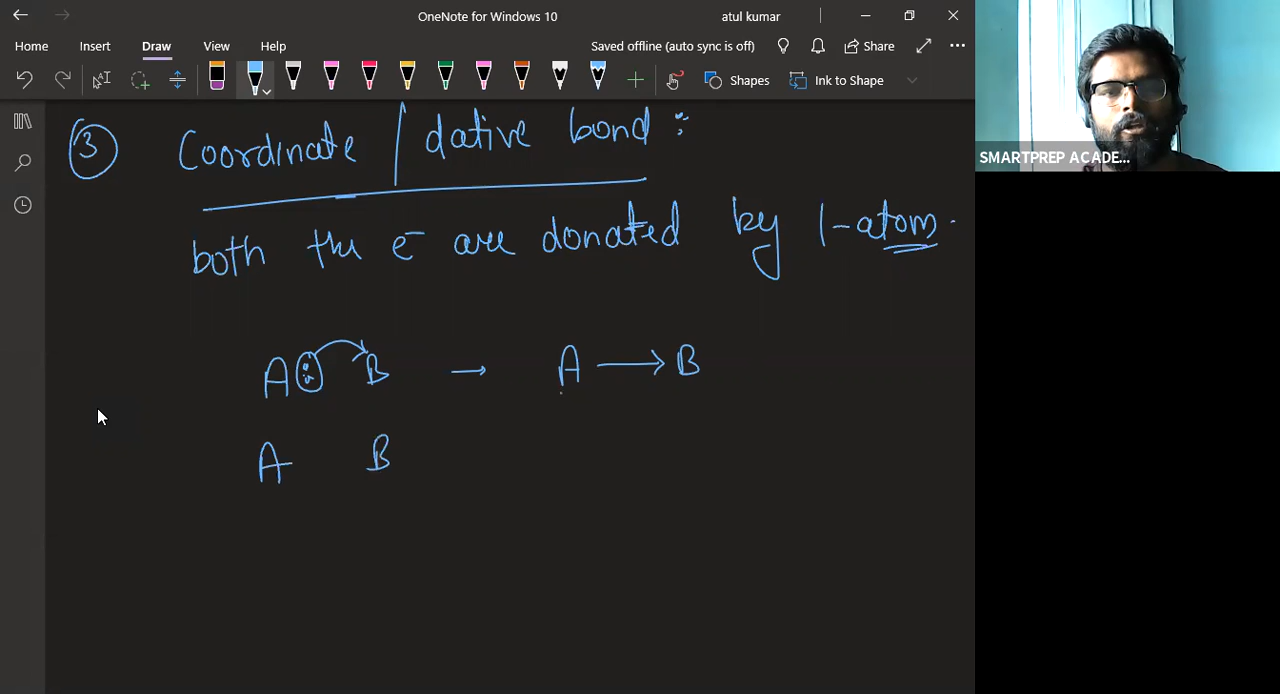 OneNote for Windows 10
atul kumar
Home Insert Draw View Help
Saved offline (auto sync is off)
Share
Shapes
Ink to Shape
SMARTPREP ACADE...
③ Coordinate / dative bond :
both the e⁻ are donated by 1-atom.
A : B → A → B
A B